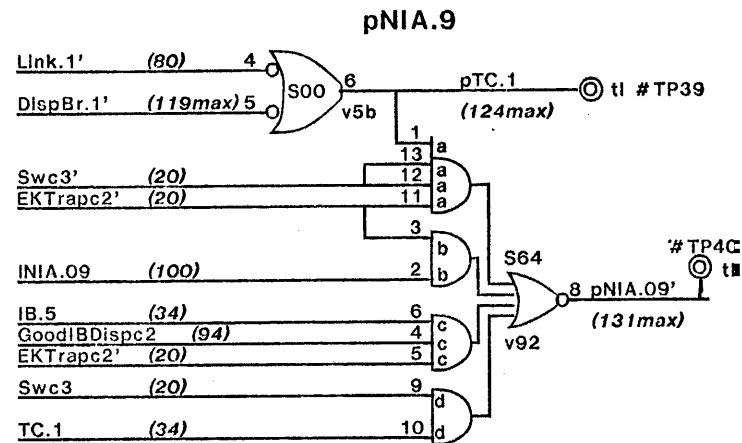 pNIA.9
Link.1' (80) 4
S00
6
pTC.1
tl #TP39
DispBr.1' (119max) 5
v5b
(124max)
1
a
13
a
Swc3' (20) 12
a
EKTrapc2' (20) 11
a
3
b
S64
#TP4
INIA.09 (100) 2
b
8 pNIA.09'
IB.5 (34) 6
c
(131max)
GoodIBDispc2 (94) 4
c
v92
EKTrapc2' (20) 5
c
Swc3 (20) 9
d
TC.1 (34) 10
d